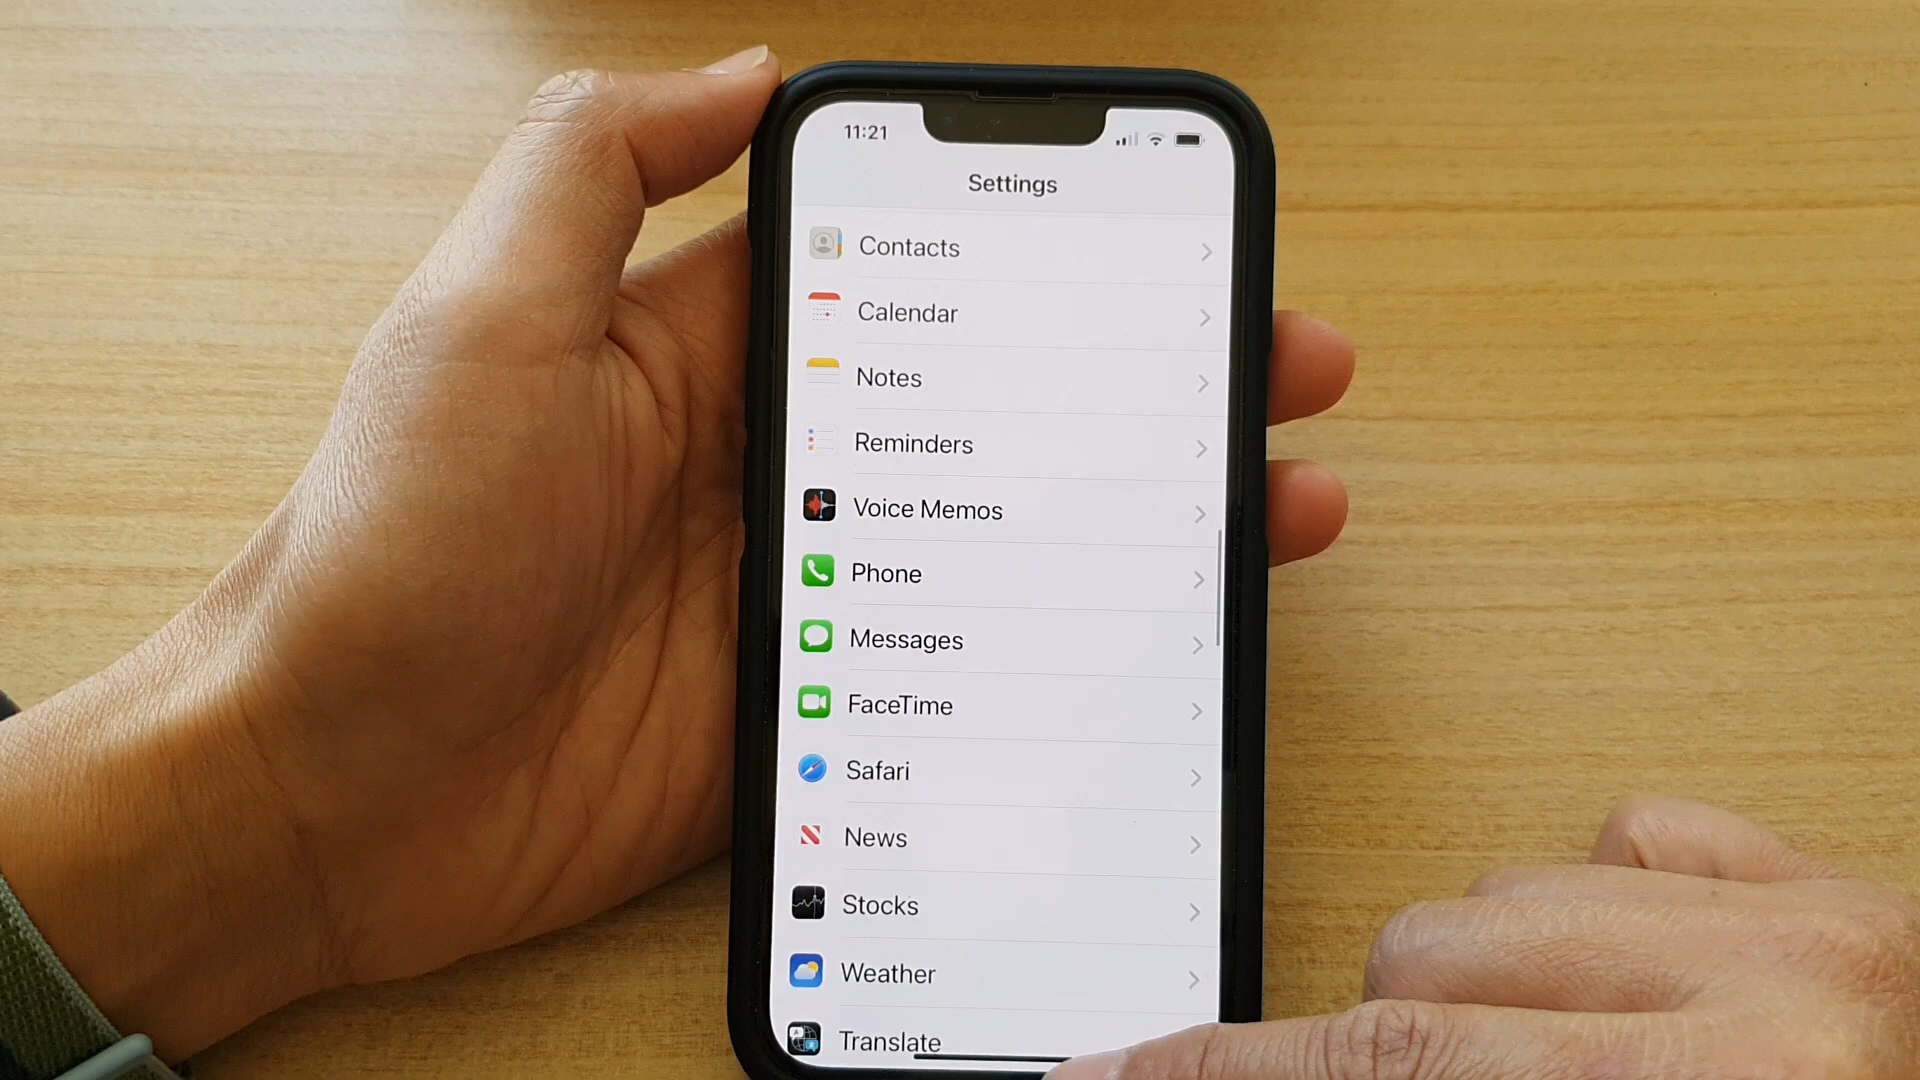 11:21
Settings
Contacts
Calendar
Notes
Reminders
Voice Memos
Phone
Messages
FaceTime
Safari
News
Stocks
Weather
Translate